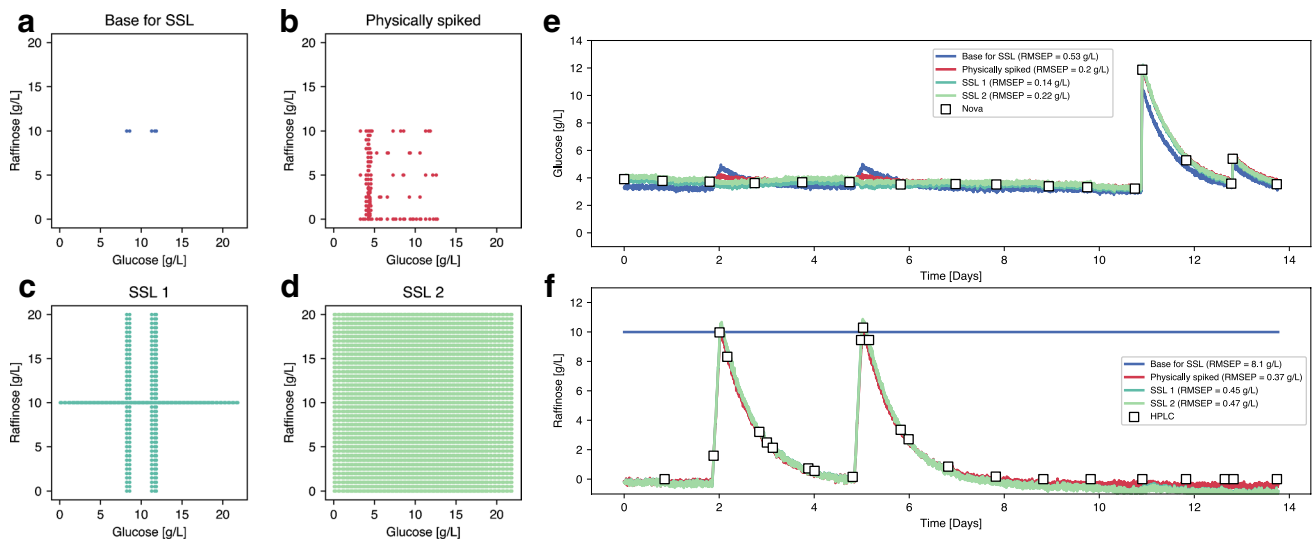 a
Base for SSL
Raffinose [g/L]
20
15
10
5
0
0 5 10 15 20
Glucose [g/L]
b
Physically spiked
Raffinose [g/L]
20
15
10
5
0
0 5 10 15 20
Glucose [g/L]
c
SSL 1
Raffinose [g/L]
20
15
10
5
0
0 5 10 15 20
Glucose [g/L]
d
SSL 2
Raffinose [g/L]
20
15
10
5
0
0 5 10 15 20
Glucose [g/L]
e
Glucose [g/L]
14
12
10
8
6
4
2
0
Base for SSL (RMSEP = 0.53 g/L)
Physically spiked (RMSEP = 0.2 g/L)
SSL 1 (RMSEP = 0.14 g/L)
SSL 2 (RMSEP = 0.22 g/L)
Nova
0 2 4 6 8 10 12 14
Time [Days]
f
Raffinose [g/L]
12
10
8
6
4
2
0
Base for SSL (RMSEP = 8.1 g/L)
Physically spiked (RMSEP = 0.37 g/L)
SSL 1 (RMSEP = 0.45 g/L)
SSL 2 (RMSEP = 0.47 g/L)
HPLC
0 2 4 6 8 10 12 14
Time [Days]